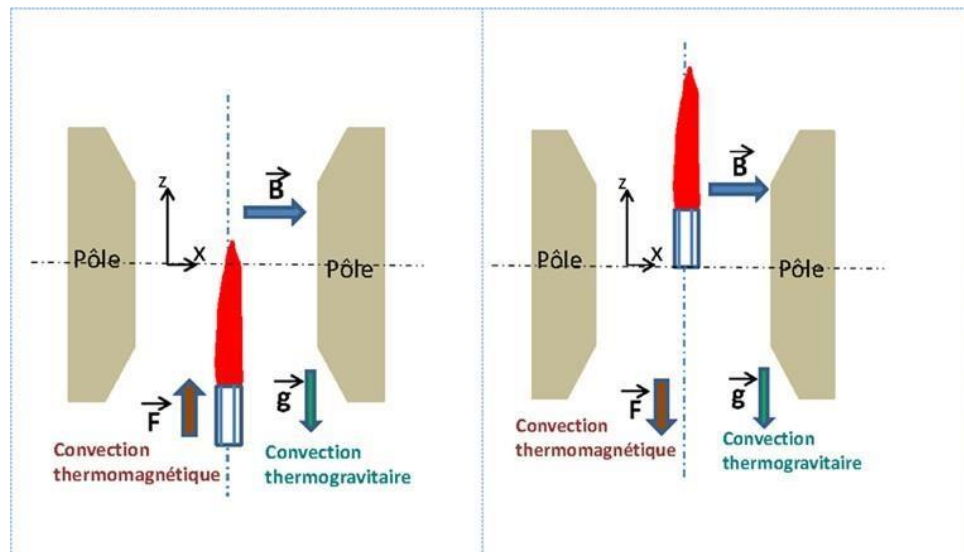 z
B
Pôle
x
Pôle
F
g
Convection
thermomagnétique
Convection
thermogravitaire
z
B
Pôle
x
Pôle
F
g
Convection
thermomagnétique
Convection
thermogravitaire